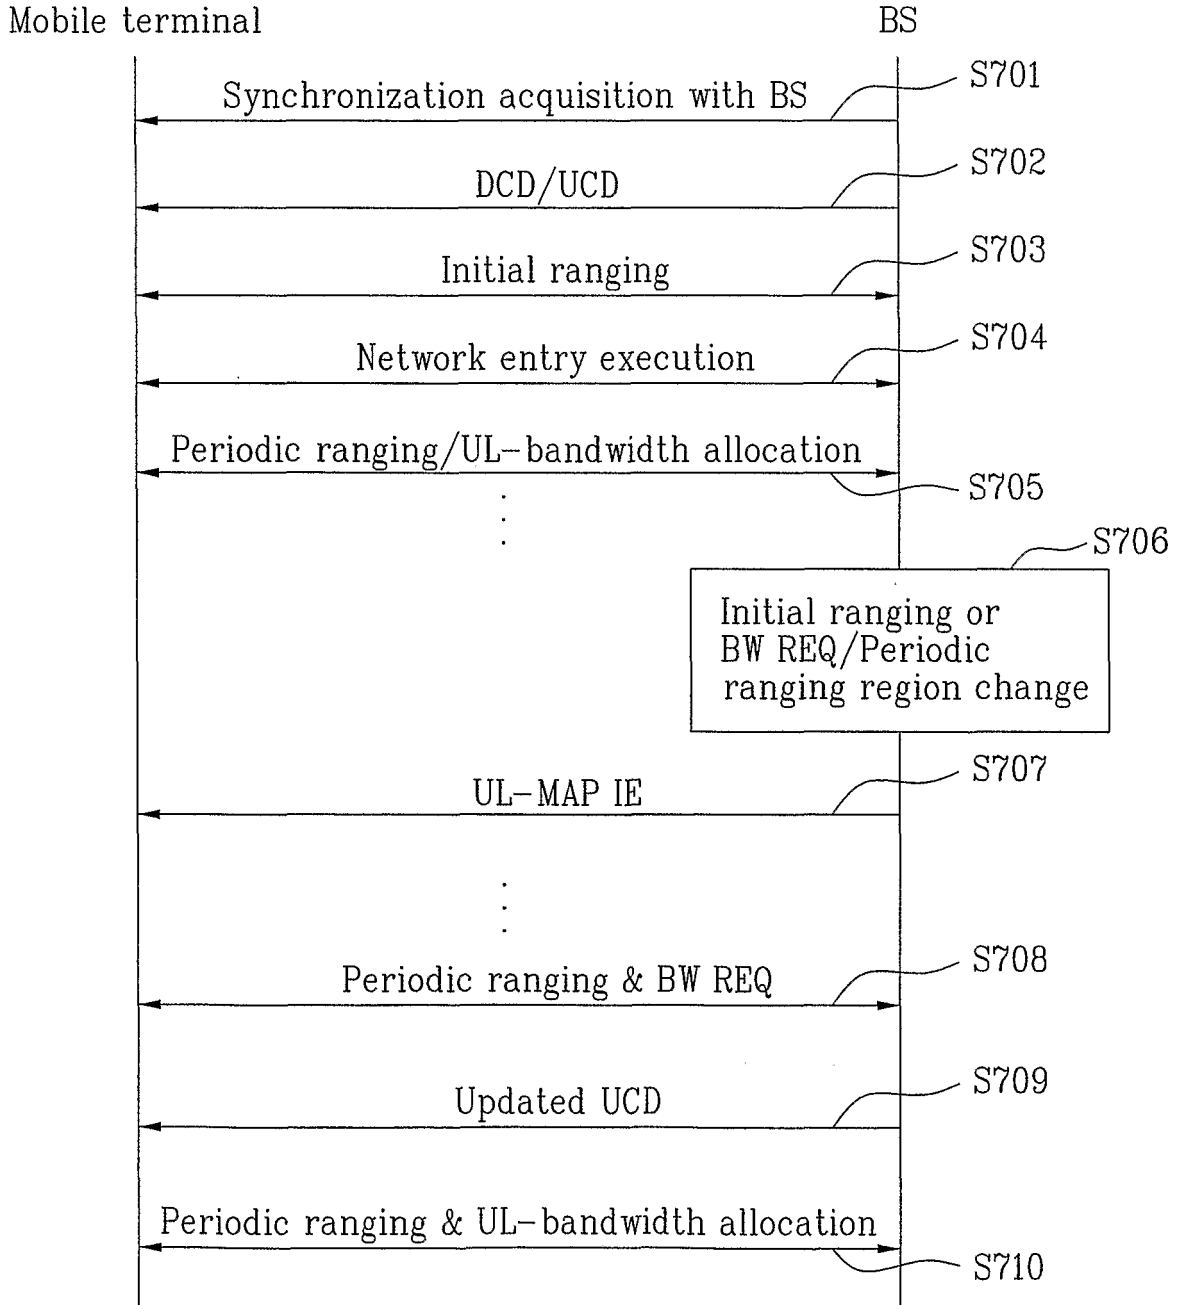 Mobile terminal
BS
S701
Synchronization acquisition with BS
S702
DCD/UCD
S703
Initial ranging
S704
Network entry execution
Periodic ranging/UL-bandwidth allocation
S705
S706
Initial ranging or
BW REQ/Periodic
ranging region change
S707
UL-MAP IE
S708
Periodic ranging & BW REQ
S709
Updated UCD
Periodic ranging & UL-bandwidth allocation
S710